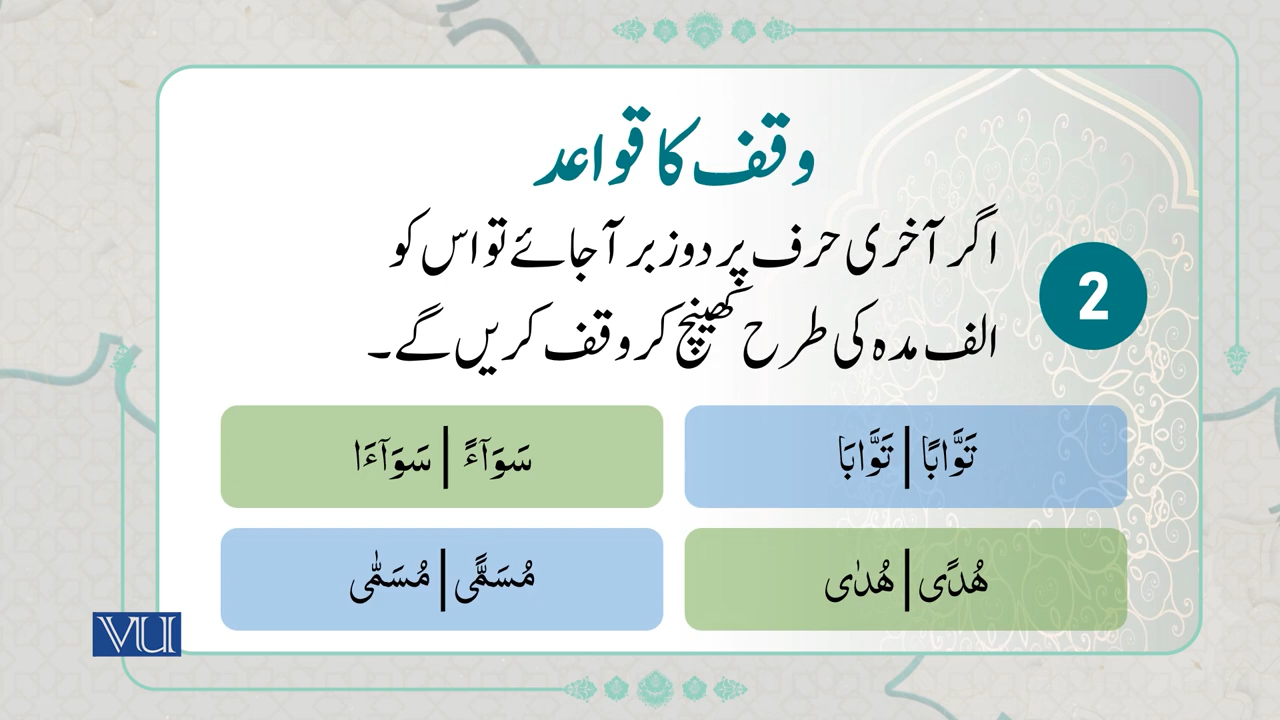 وقف کا قواعد
2
اگر آخری حرف پر دو زبر آجائے تو اس کو
الف مدہ کی طرح کھینچ کر وقف کریں گے۔
تَوَّابًا | تَوَّابَا
سَوَآءً | سَوَآءَا
هُدًى | هُدٰى
مُسَمًّى | مُسَمّٰى
VU